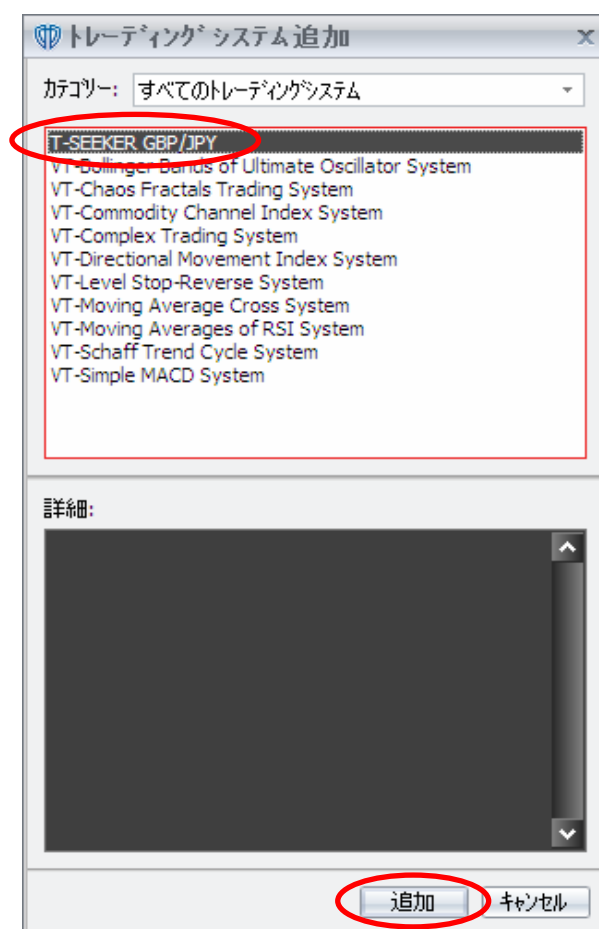 トレーディングシステム追加
カテゴリー: すべてのトレーディングシステム
T-SEEKER GBP/JPY
VT-Bollinger Bands of Ultimate Oscillator System
VT-Chaos Fractals Trading System
VT-Commodity Channel Index System
VT-Complex Trading System
VT-Directional Movement Index System
VT-Level Stop-Reverse System
VT-Moving Average Cross System
VT-Moving Averages of RSI System
VT-Schaff Trend Cycle System
VT-Simple MACD System
詳細:
追加 キャンセル